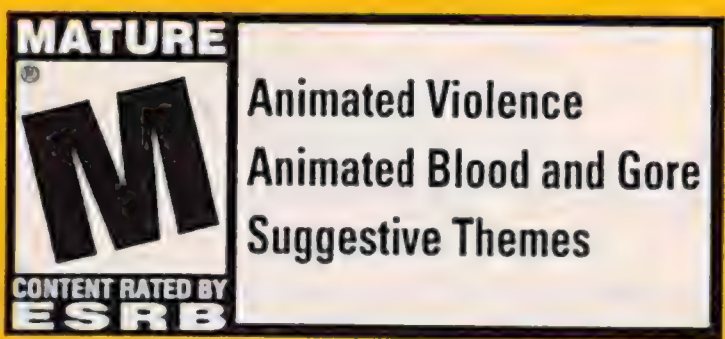 MATURE
M
®
Animated Violence
Animated Blood and Gore
Suggestive Themes
CONTENT RATED BY
ESRB